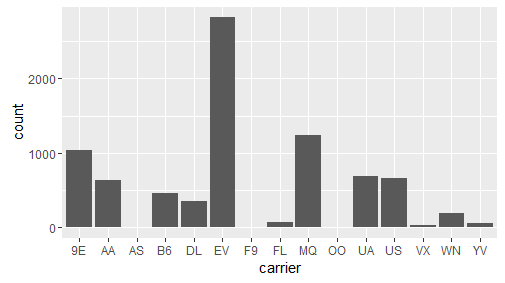 2000
1000
0
count
9E AA AS B6 DL EV F9 FL MQ OO UA US VX WN YV
carrier